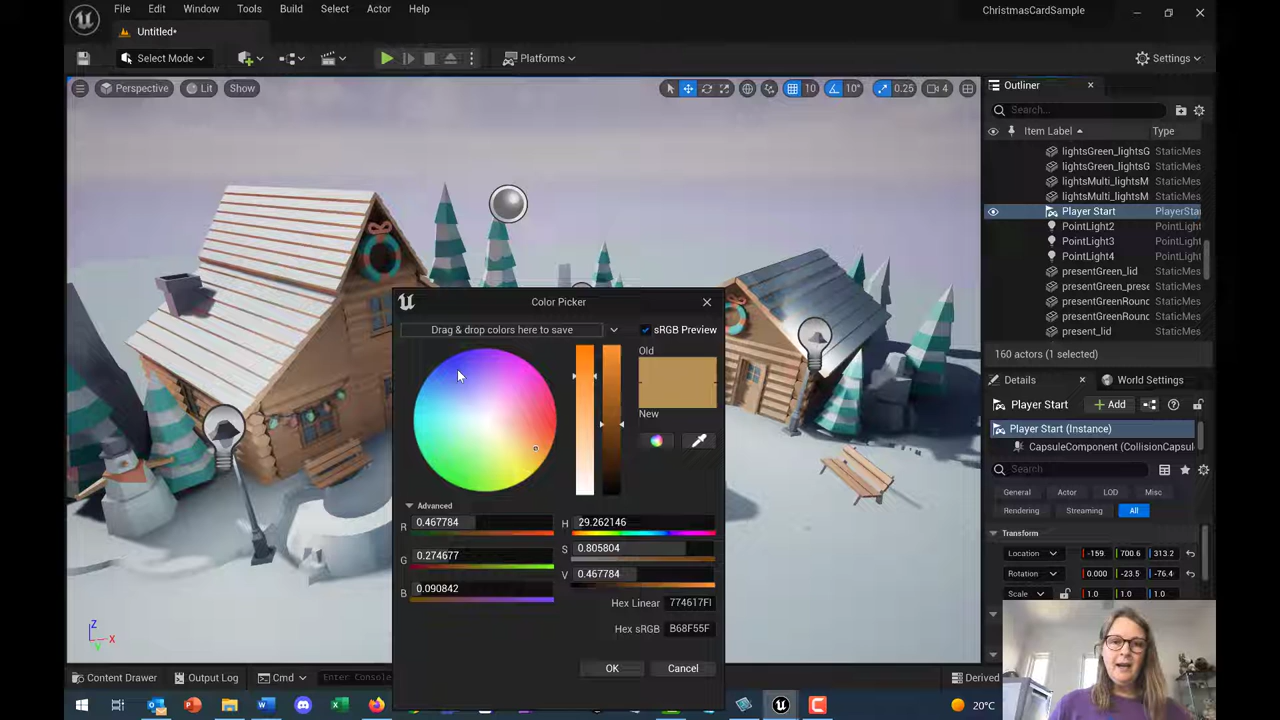 File Edit Window Tools Build Select Actor Help
ChristmasCardSample
Untitled*
Select Mode
Platforms
Settings
Perspective
Lit
Show
10
10°
0.25
4
Outliner
Search...
Item Label
Type
lightsGreen_lightsG StaticMes
lightsGreen_lightsG StaticMes
lightsMulti_lightsM StaticMes
lightsMulti_lightsM StaticMes
Player Start PlayerSta
PointLight2 PointLight
PointLight3 PointLight
PointLight4 PointLight
presentGreen_lid StaticMes
presentGreen_prese StaticMes
presentGreenRounc StaticMes
presentGreenRounc StaticMes
present_lid StaticMes
160 actors (1 selected)
Color Picker
Drag & drop colors here to save
sRGB Preview
Old
New
Advanced
R 0.467784
G 0.274677
B 0.090842
H 29.262146
S 0.805804
V 0.467784
Hex Linear 774617FI
Hex sRGB B68F55F
OK
Cancel
Details
World Settings
Player Start
Add
Player Start (Instance)
CapsuleComponent (CollisionCapsul
Search
General
Actor
LOD
Misc
Rendering
Streaming
All
Transform
Location -159 700.6 313.2
Rotation 0.000 -23.5 -76.4
Scale 1.0 1.0 1.0
Z
X
Y
Content Drawer
Output Log
Cmd
Enter Console
Derived
20°C